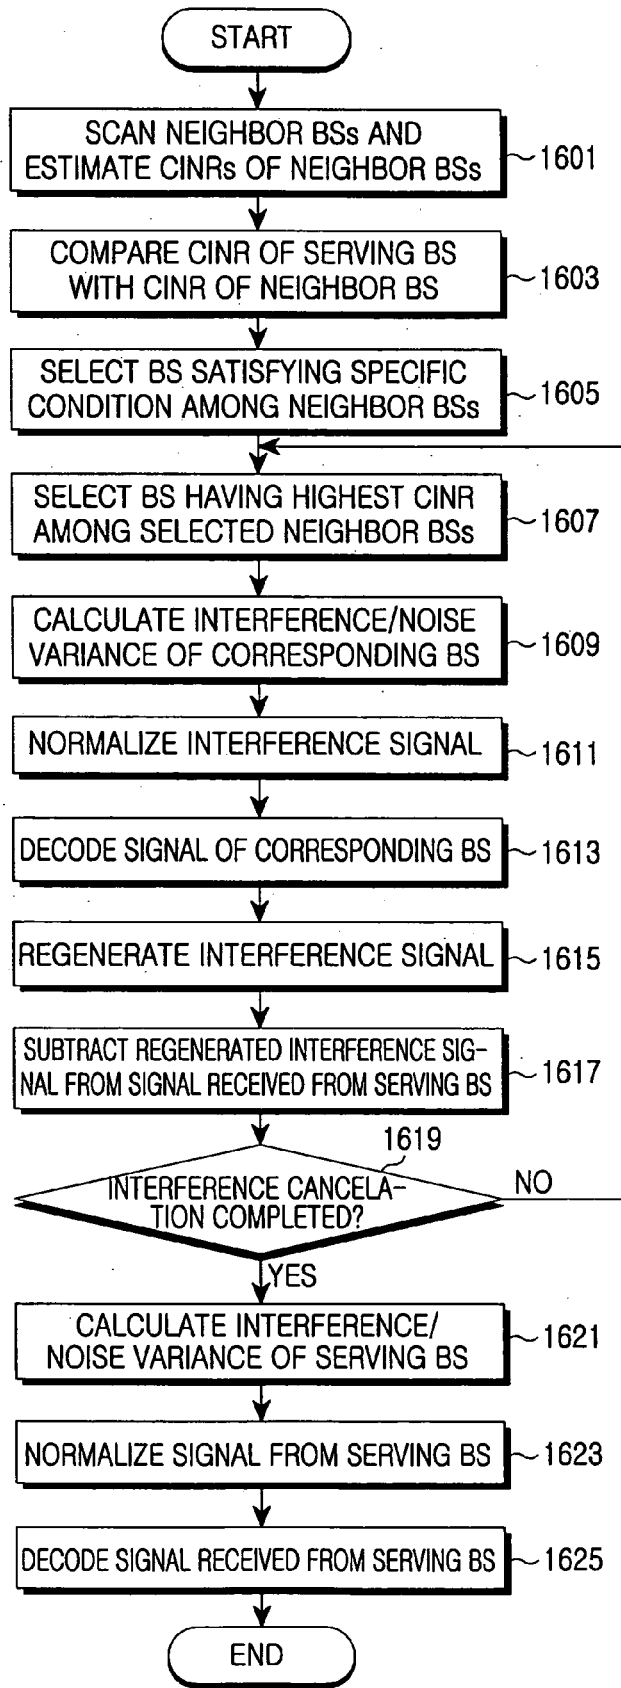 START
SCAN NEIGHBOR BSs AND
ESTIMATE CINRs OF NEIGHBOR BSs
1601
COMPARE CINR OF SERVING BS
WITH CINR OF NEIGHBOR BS
1603
SELECT BS SATISFYING SPECIFIC
CONDITION AMONG NEIGHBOR BSs
1605
SELECT BS HAVING HIGHEST CINR
AMONG SELECTED NEIGHBOR BSs
1607
CALCULATE INTERFERENCE/NOISE
VARIANCE OF CORRESPONDING BS
1609
NORMALIZE INTERFERENCE SIGNAL
1611
DECODE SIGNAL OF CORRESPONDING BS
1613
REGENERATE INTERFERENCE SIGNAL
1615
SUBTRACT REGENERATED INTERFERENCE SIG-
NAL FROM SIGNAL RECEIVED FROM SERVING BS
1617
1619
INTERFERENCE CANCELA-
TION COMPLETED?
NO
YES
CALCULATE INTERFERENCE/
NOISE VARIANCE OF SERVING BS
1621
NORMALIZE SIGNAL FROM SERVING BS
1623
DECODE SIGNAL RECEIVED FROM SERVING BS
1625
END